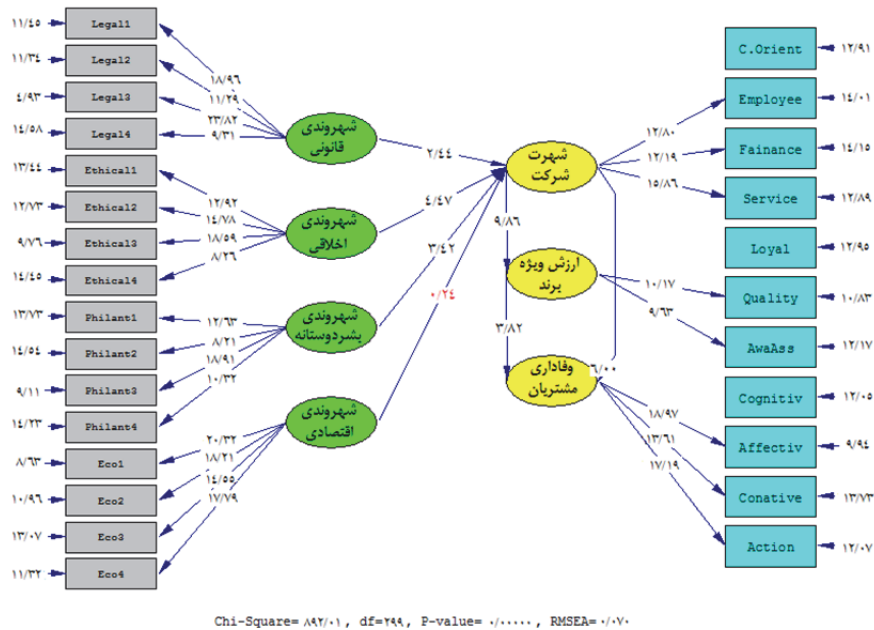 ۱۱/۴۵
Legal1
۱۱/۳۴
Legal2
۴/۹۳
Legal3
۱۴/۵۸
Legal4
۱۳/۴۴
Ethical1
۱۲/۷۳
Ethical2
۹/۷۶
Ethical3
۱۴/۴۵
Ethical4
۱۳/۷۳
Philant1
۱۴/۵۴
Philant2
۹/۱۱
Philant3
۱۴/۲۳
Philant4
۸/۶۳
Eco1
۱۰/۹۶
Eco2
۱۳/۰۷
Eco3
۱۱/۳۲
Eco4
۱۸/۹۶
۱۱/۲۹
۲۳/۸۲
۹/۳۱
۱۲/۹۲
۱۴/۷۸
۱۸/۵۹
۸/۲۶
۱۲/۶۳
۸/۲۱
۱۸/۹۱
۱۰/۳۲
۲۰/۳۲
۱۸/۲۱
۱۴/۵۵
۱۷/۷۹
شهروندی
قانونی
شهروندی
اخلاقی
شهروندی
بشردوستانه
شهروندی
اقتصادی
۲/۴۴
۴/۴۷
۳/۴۲
۰/۲۴
شهرت
شرکت
۹/۸۶
ارزش ویژه
برند
۳/۸۲
وفاداری
مشتریان
۶/۰۰
۱۲/۸۰
۱۲/۱۹
۱۵/۸۶
۱۰/۱۷
۹/۶۳
۱۸/۹۷
۱۳/۶۱
۱۷/۱۹
C.Orient
۱۲/۹۱
Employee
۱۴/۰۱
Fainance
۱۴/۱۵
Service
۱۲/۸۹
Loyal
۱۲/۹۵
Quality
۱۰/۸۳
AwaAss
۱۲/۱۷
Cognitiv
۱۲/۰۵
Affectiv
۹/۹۴
Conative
۱۳/۷۳
Action
۱۲/۰۷
Chi-Square= ۸۹۲/۰۱, df=۲۹۹, P-value= ۰/۰۰۰۰۰, RMSEA=۰/۰۷۰